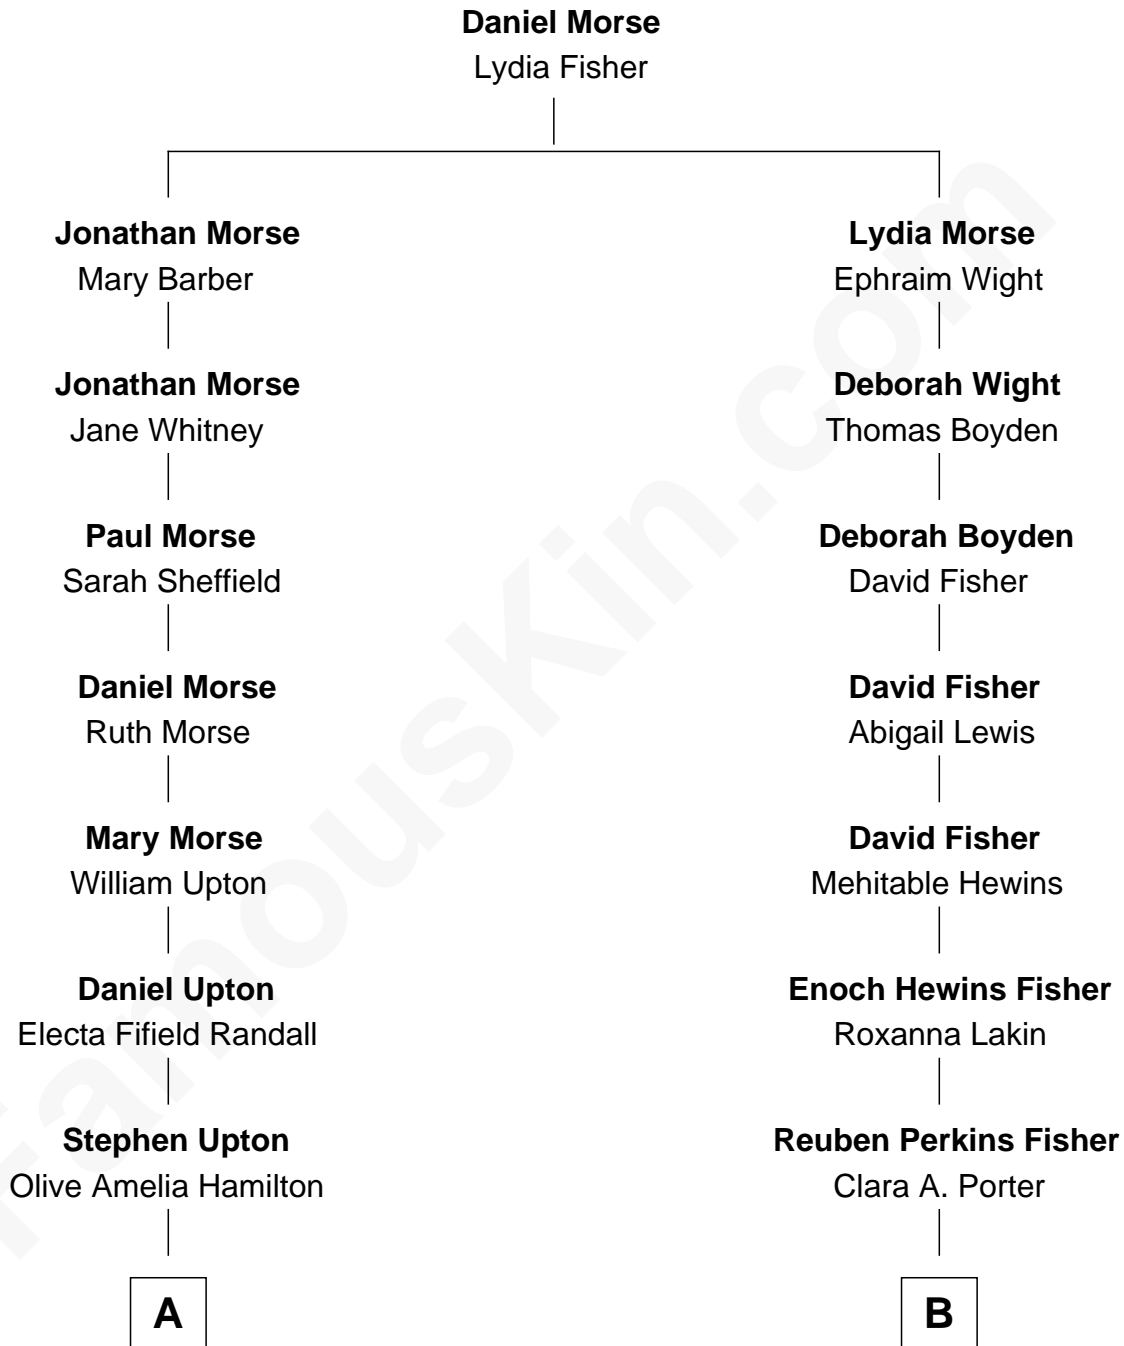 Daniel Morse
Lydia Fisher
Jonathan Morse
Mary Barber
Jonathan Morse
Jane Whitney
Paul Morse
Sarah Sheffield
Daniel Morse
Ruth Morse
Mary Morse
William Upton
Daniel Upton
Electa Fifield Randall
Stephen Upton
Olive Amelia Hamilton
A
Lydia Morse
Ephraim Wight
Deborah Wight
Thomas Boyden
Deborah Boyden
David Fisher
David Fisher
Abigail Lewis
David Fisher
Mehitable Hewins
Enoch Hewins Fisher
Roxanna Lakin
Reuben Perkins Fisher
Clara A. Porter
B
FamousKin.com